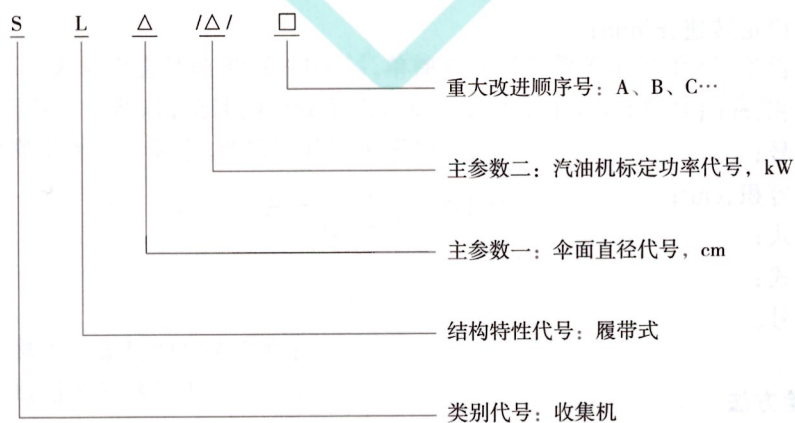 S L △ /△/ □
重大改进顺序号：A、B、C…
主参数二：汽油机标定功率代号，kW
主参数一：伞面直径代号，cm
结构特性代号：履带式
类别代号：收集机